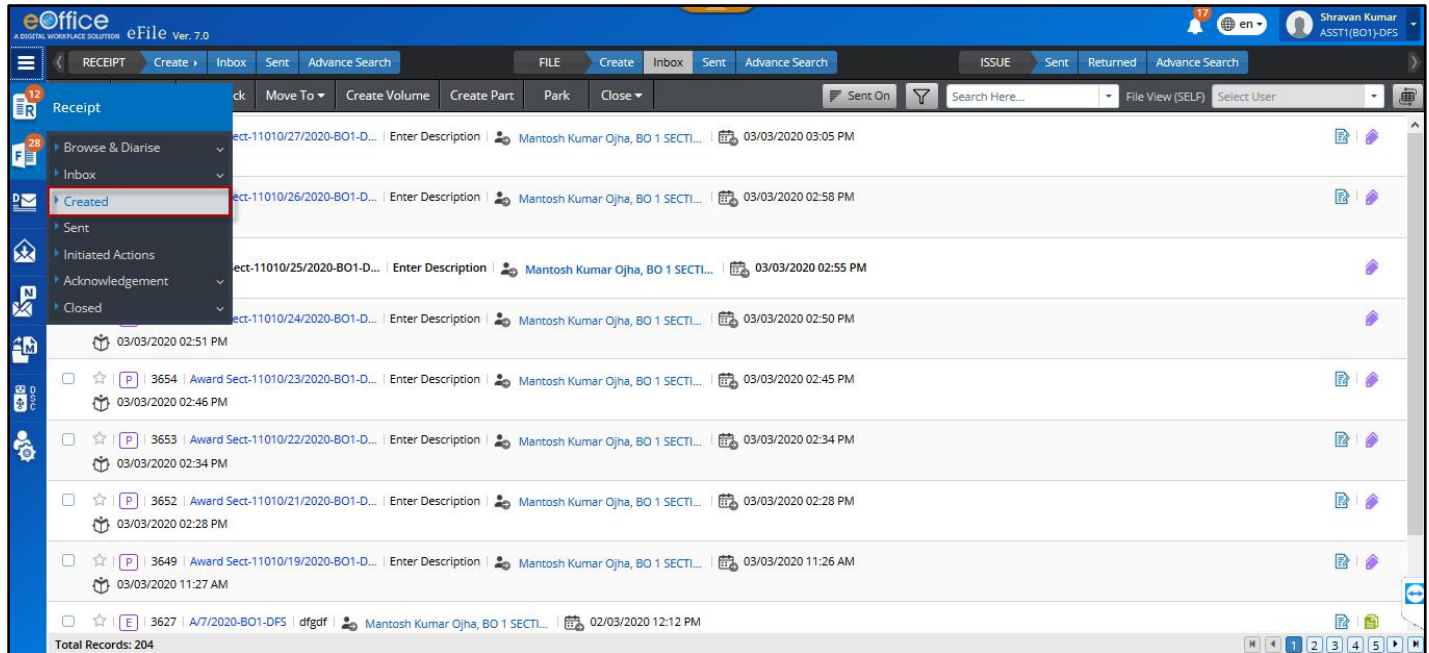 eOffice eFile Ver. 7.0
A DIGITAL WORKPLACE SOLUTION
17 en Shravan Kumar
ASST1(BO1)-DFS
RECEIPT Create Inbox Sent Advance Search FILE Create Inbox Sent Advance Search ISSUE Sent Returned Advance Search
12 R Receipt ck Move To Create Volume Create Part Park Close Sent On Search Here... File View (SELF) Select User
28 F Browse & Diarise ect-11010/27/2020-BO1-D... Enter Description Mantosh Kumar Ojha, BO 1 SECTI... 03/03/2020 03:05 PM
Inbox
D Created ect-11010/26/2020-BO1-D... Enter Description Mantosh Kumar Ojha, BO 1 SECTI... 03/03/2020 02:58 PM
Sent
Initiated Actions
ect-11010/25/2020-BO1-D... Enter Description Mantosh Kumar Ojha, BO 1 SECTI... 03/03/2020 02:55 PM
Acknowledgement
N Closed
ect-11010/24/2020-BO1-D... Enter Description Mantosh Kumar Ojha, BO 1 SECTI... 03/03/2020 02:50 PM
M 03/03/2020 02:51 PM
P 3654 Award Sect-11010/23/2020-BO1-D... Enter Description Mantosh Kumar Ojha, BO 1 SECTI... 03/03/2020 02:45 PM
DSC 03/03/2020 02:46 PM
P 3653 Award Sect-11010/22/2020-BO1-D... Enter Description Mantosh Kumar Ojha, BO 1 SECTI... 03/03/2020 02:34 PM
03/03/2020 02:34 PM
P 3652 Award Sect-11010/21/2020-BO1-D... Enter Description Mantosh Kumar Ojha, BO 1 SECTI... 03/03/2020 02:28 PM
03/03/2020 02:28 PM
P 3649 Award Sect-11010/19/2020-BO1-D... Enter Description Mantosh Kumar Ojha, BO 1 SECTI... 03/03/2020 11:26 AM
03/03/2020 11:27 AM
E 3627 A/7/2020-BO1-DFS dfgdf Mantosh Kumar Ojha, BO 1 SECTI... 02/03/2020 12:12 PM
Total Records: 204 1 2 3 4 5